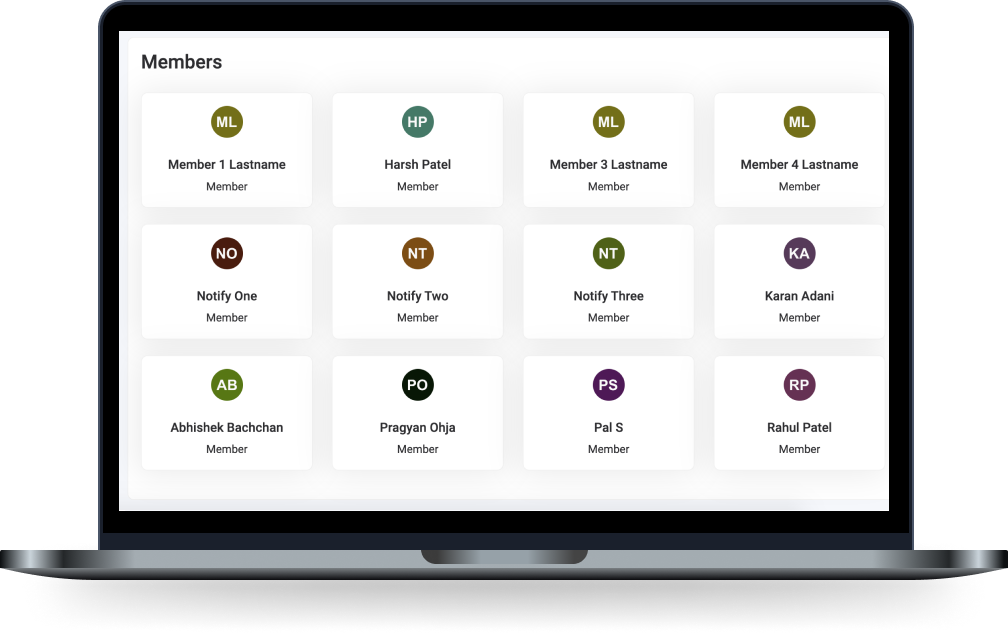 Members
ML
HP
ML
ML
Member 1 Lastname
Harsh Patel
Member 3 Lastname
Member 4 Lastname
Member
Member
Member
Member
NO
NT
NT
KA
Notify One
Notify Two
Notify Three
Karan Adani
Member
Member
Member
Member
AB
PO
PS
RP
Abhishek Bachchan
Pragyan Ohja
Pal S
Rahul Patel
Member
Member
Member
Member